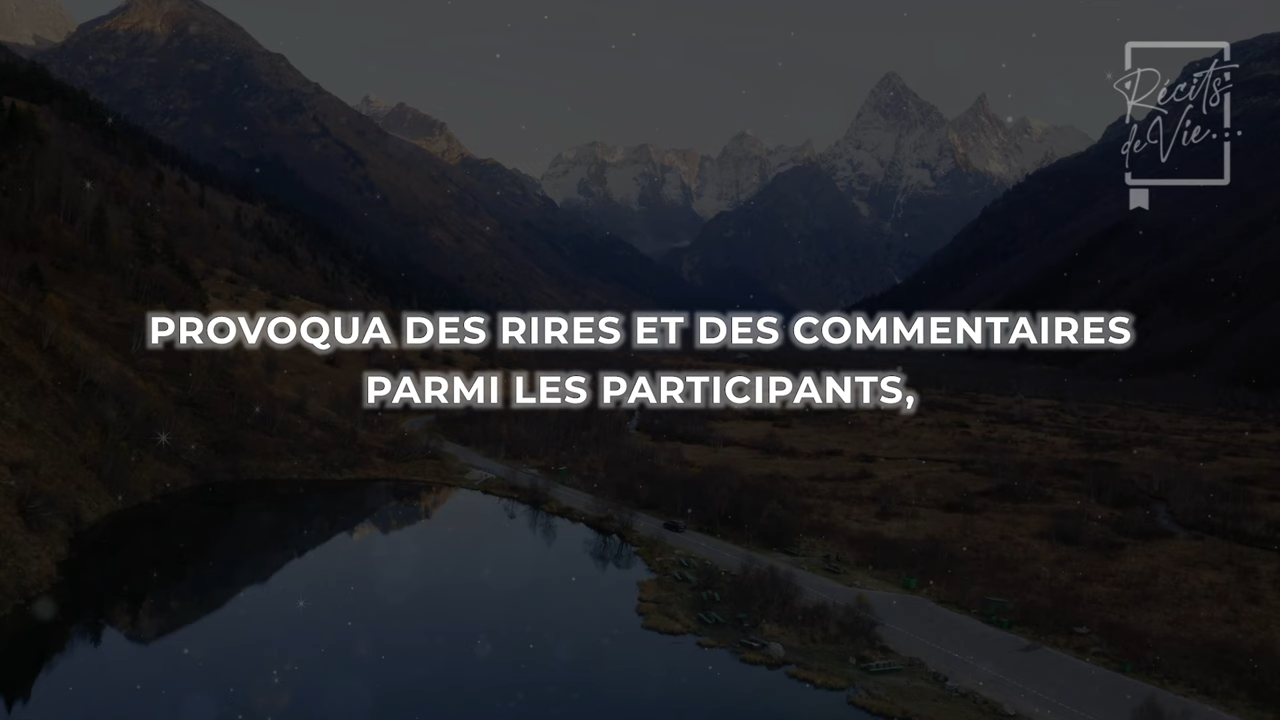 Récits
de Vie...
PROVOQUA DES RIRES ET DES COMMENTAIRES
PARMI LES PARTICIPANTS,